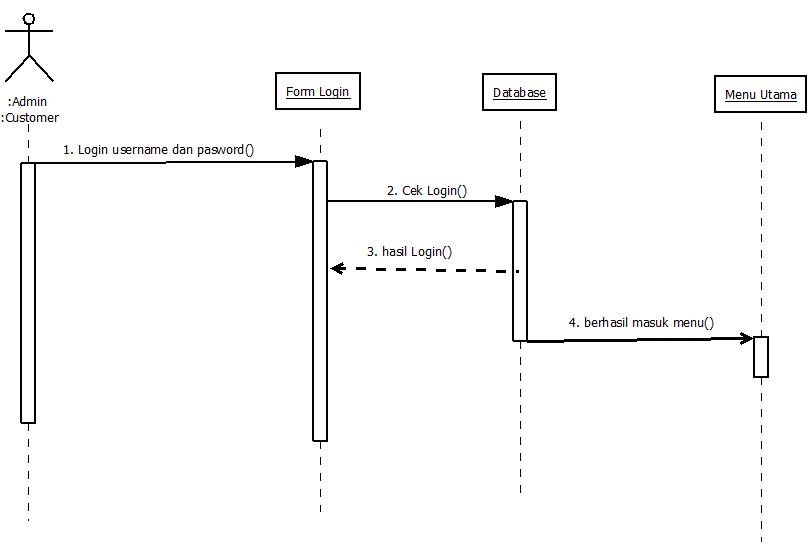 :Admin
:Customer
Form Login
Database
Menu Utama
1. Login username dan pasword()
2. Cek Login()
3. hasil Login()
4. berhasil masuk menu()